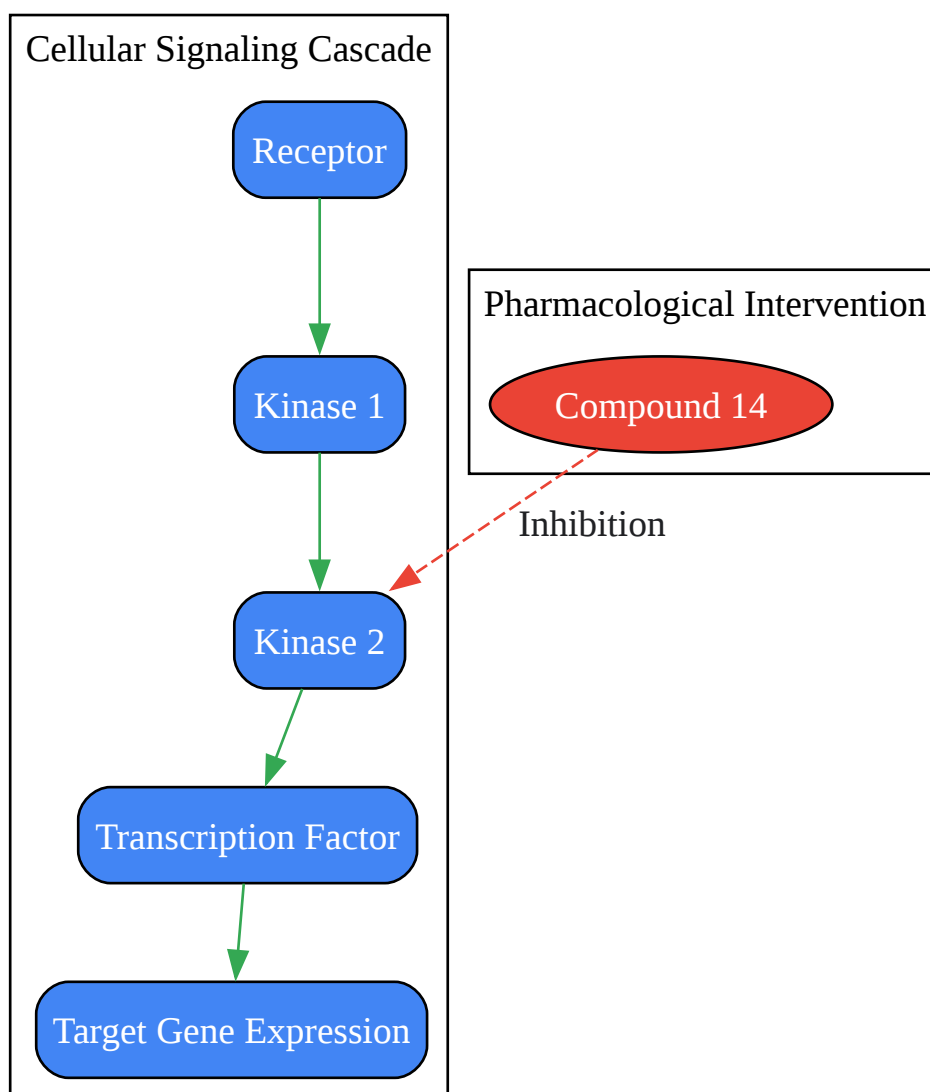 Cellular Signaling Cascade
Receptor
Pharmacological Intervention
Kinase 1
Compound 14
Inhibition
Kinase 2
Transcription Factor
Target Gene Expression